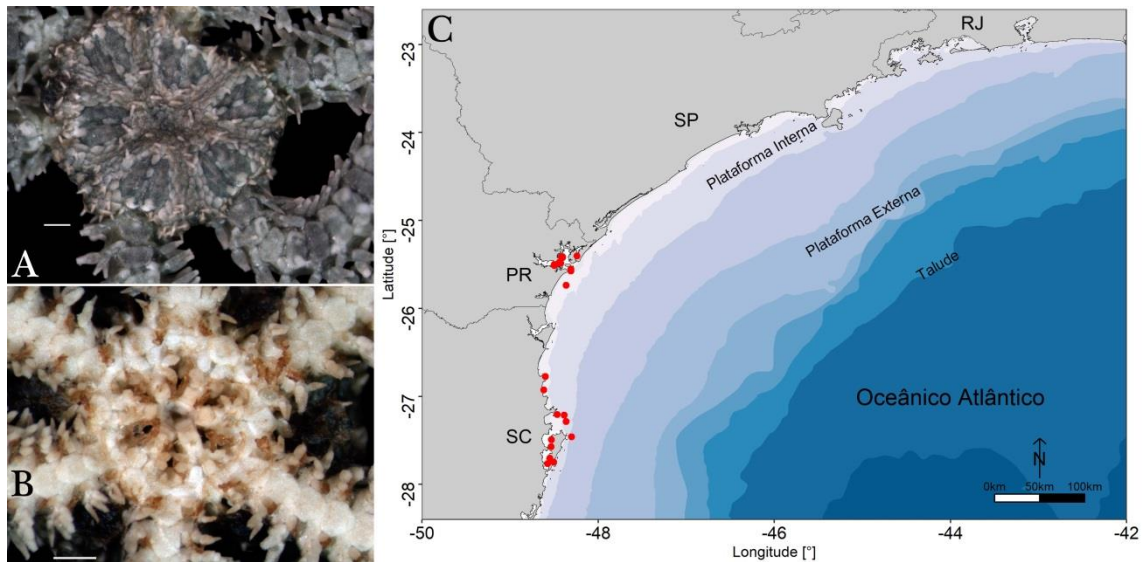 A
B
C
RJ
SP
PR
SC
Plataforma Interna
Plataforma Externa
Talude
Oceânico Atlântico
N
0km 50km 100km
-23
-24
-25
-26
-27
-28
Latitude [°]
-50 -48 -46 -44 -42
Longitude [°]